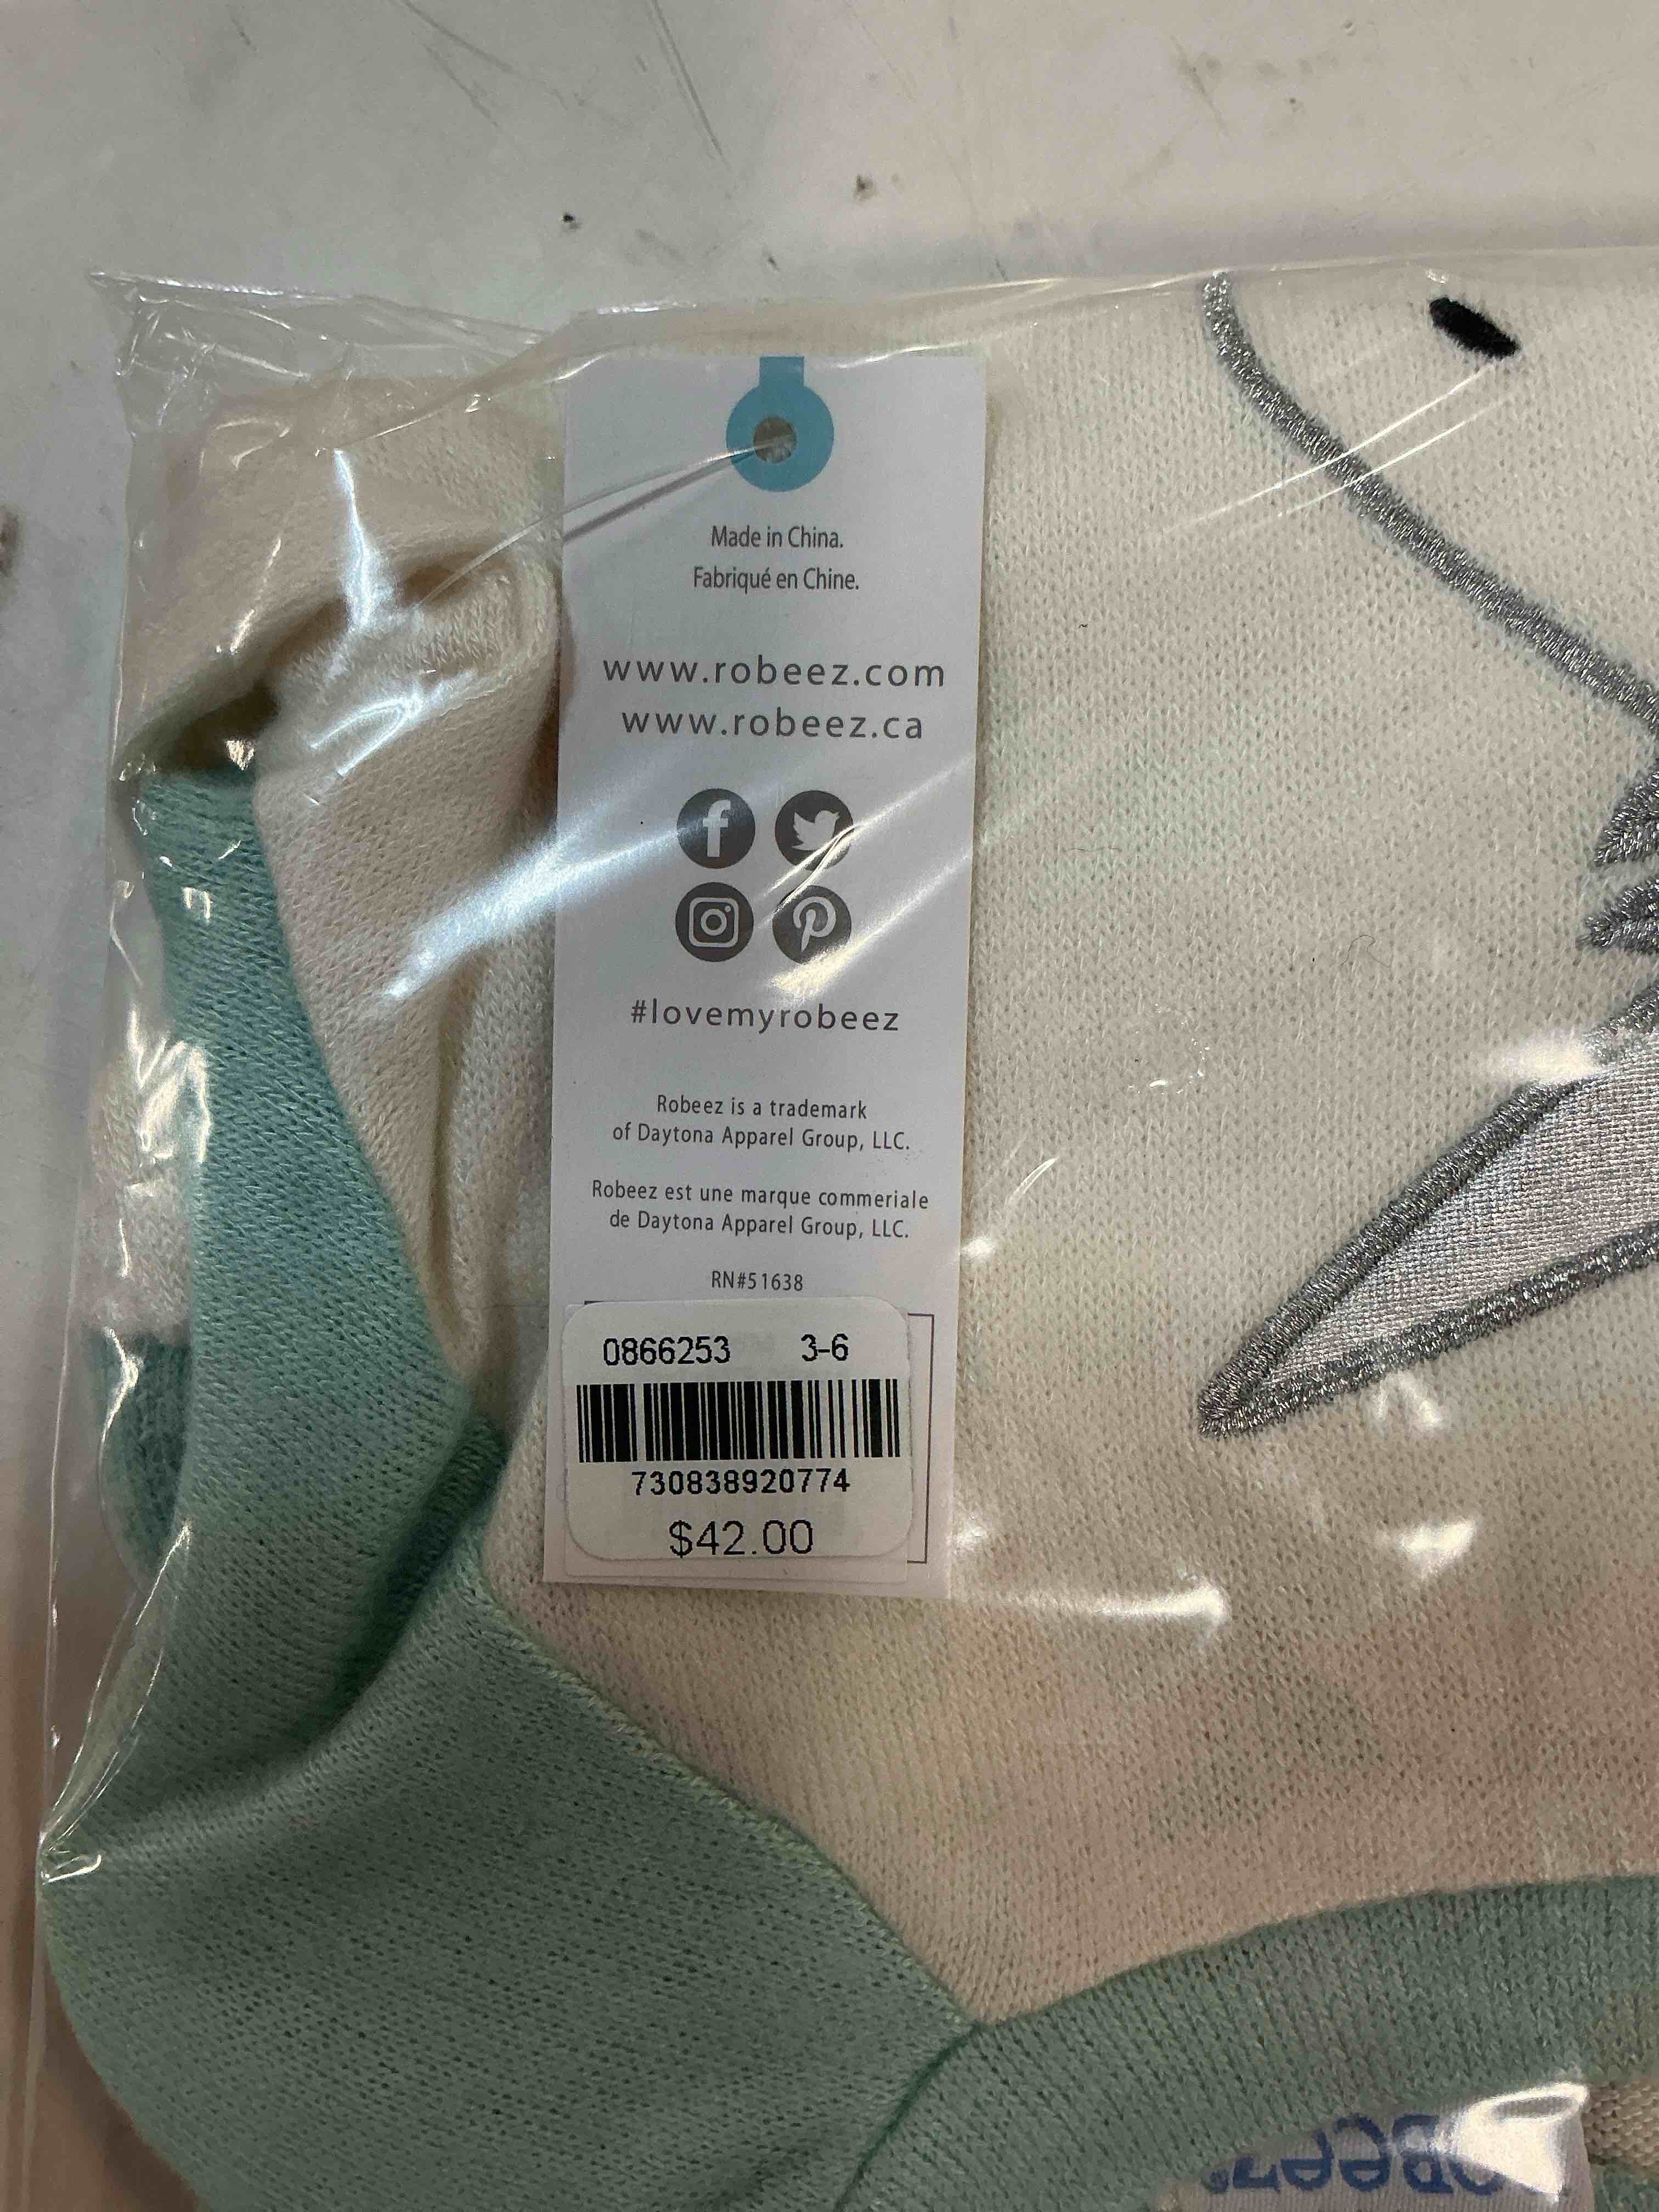 Made in China.
Fabriqué en Chine.
www.robeez.com
www.robeez.ca
#lovemyrobeez
Robeez is a trademark
of Daytona Apparel Group, LLC.
Robeez est une marque commeriale
de Daytona Apparel Group, LLC.
RN#51638
0866253 3-6
730838920774
$42.00